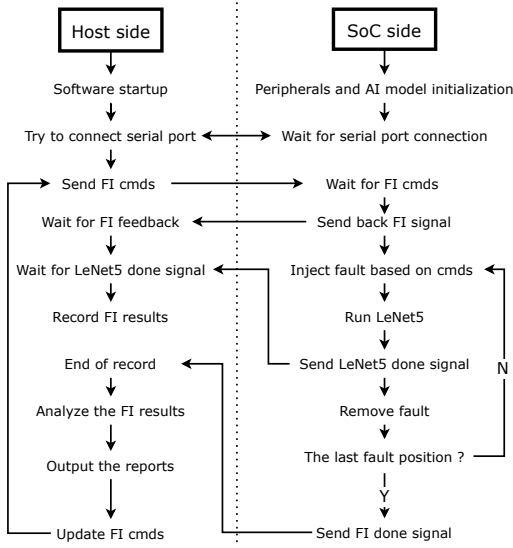 Host side
SoC side
Software startup
Peripherals and AI model initialization
Try to connect serial port
Wait for serial port connection
Send FI cmds
Wait for FI cmds
Wait for FI feedback
Send back FI signal
Wait for LeNet5 done signal
Inject fault based on cmds
Record FI results
Run LeNet5
End of record
Send LeNet5 done signal
N
Analyze the FI results
Remove fault
Output the reports
The last fault position ?
Y
Update FI cmds
Send FI done signal